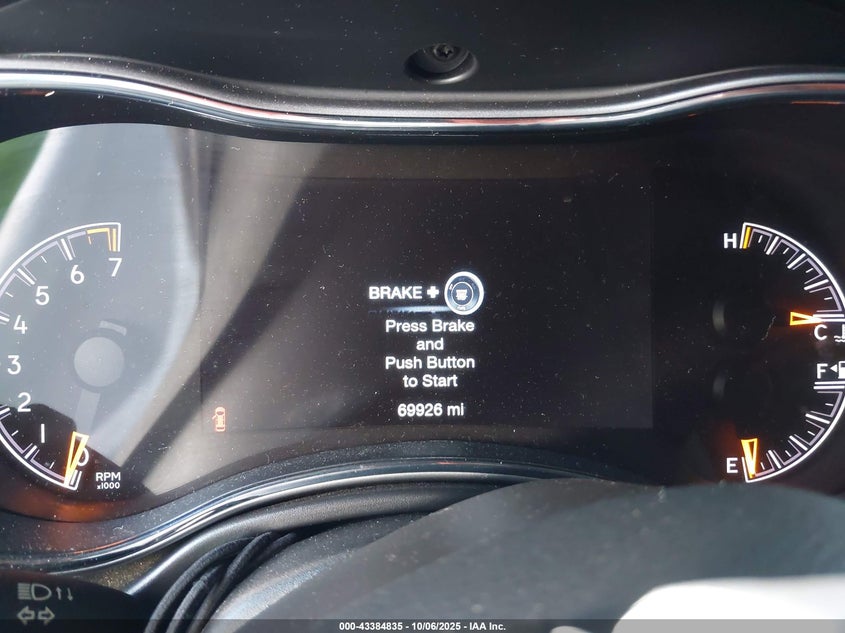 7
6
5
4
3
2
1
0
RPM
x1000
BRAKE +
Press Brake
and
Push Button
to Start
69926 mi
H
C
F
E
000-43384835 - 10/06/2025 - IAA Inc.